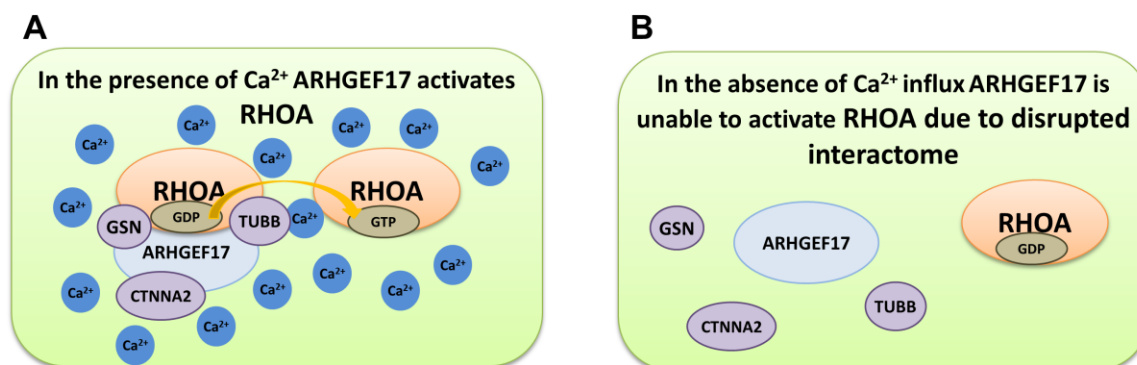 A
In the presence of Ca²⁺ ARHGEF17 activates
RHOA
Ca²⁺
Ca²⁺
Ca²⁺
Ca²⁺
Ca²⁺
Ca²⁺
RHOA
RHOA
Ca²⁺
GDP
GSN
TUBB
Ca²⁺
GTP
ARHGEF17
Ca²⁺
Ca²⁺
Ca²⁺
Ca²⁺
Ca²⁺
CTNNA2
Ca²⁺
Ca²⁺
B
In the absence of Ca²⁺ influx ARHGEF17 is
unable to activate RHOA due to disrupted
interactome
GSN
ARHGEF17
RHOA
GDP
TUBB
CTNNA2